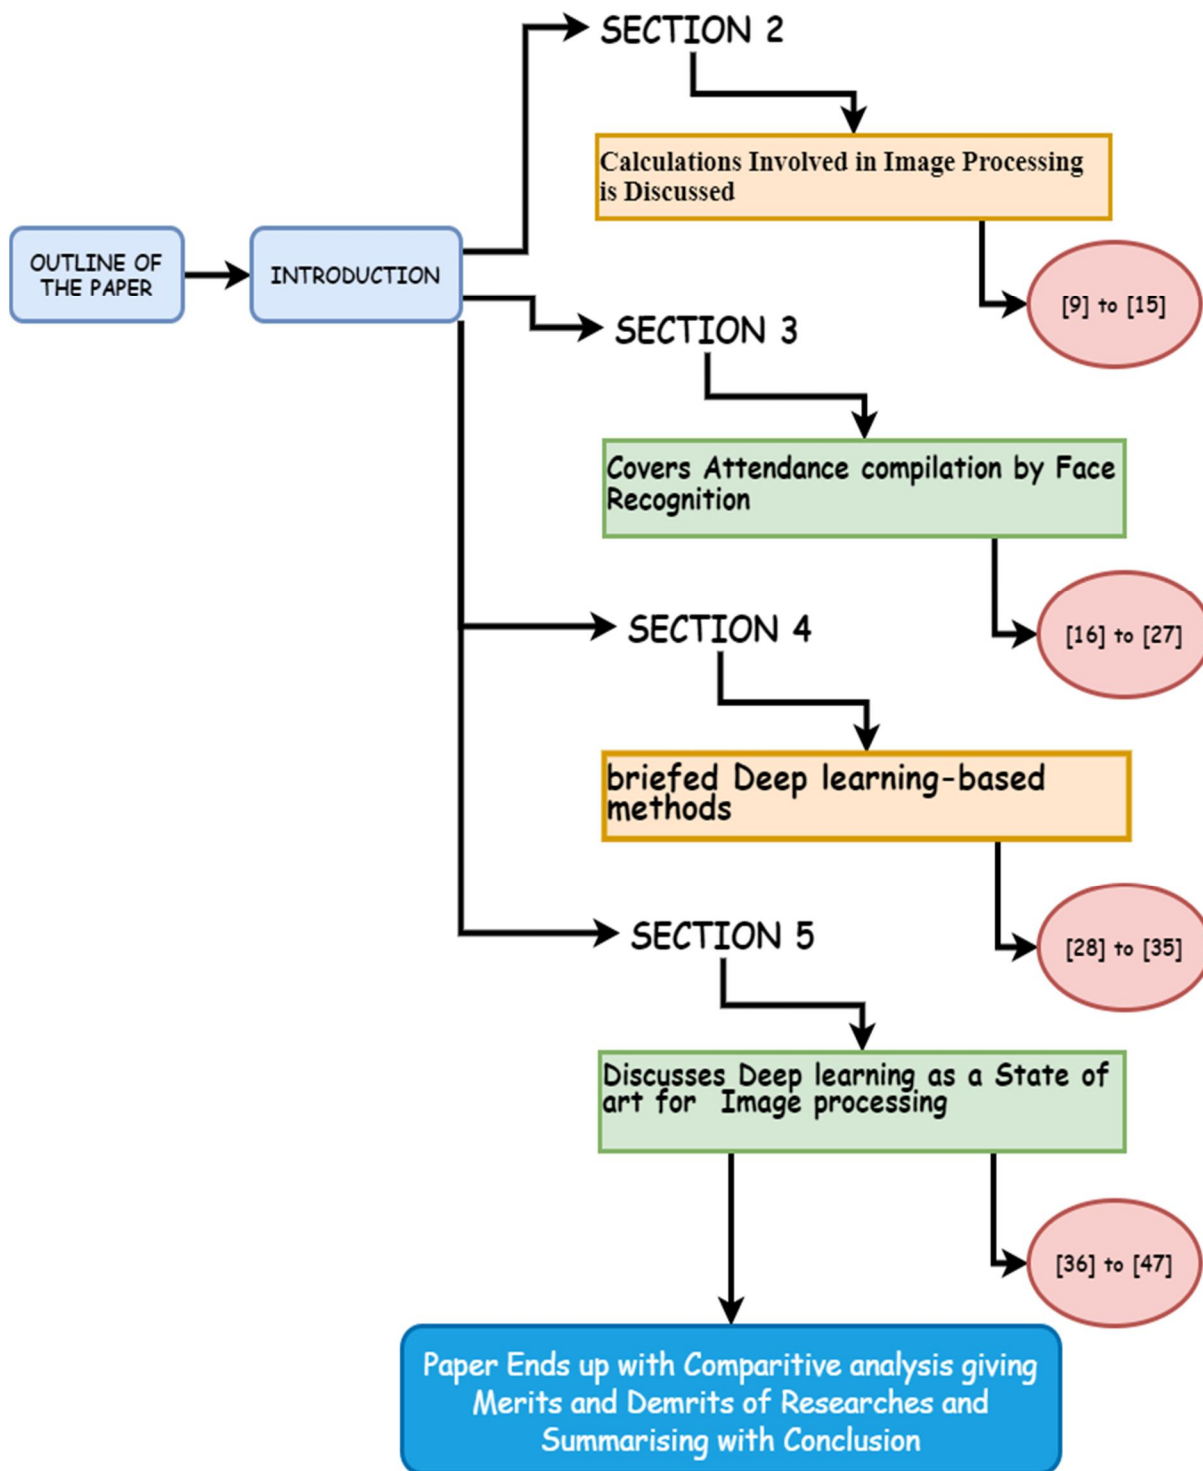 SECTION 2
Calculations Involved in Image Processing
is Discussed
OUTLINE OF
THE PAPER
INTRODUCTION
[9] to [15]
SECTION 3
Covers Attendance compilation by Face
Recognition
[16] to [27]
SECTION 4
briefed Deep learning-based
methods
[28] to [35]
SECTION 5
Discusses Deep learning as a State of
art for Image processing
[36] to [47]
Paper Ends up with Comparitive analysis giving
Merits and Demrits of Researches and
Summarising with Conclusion